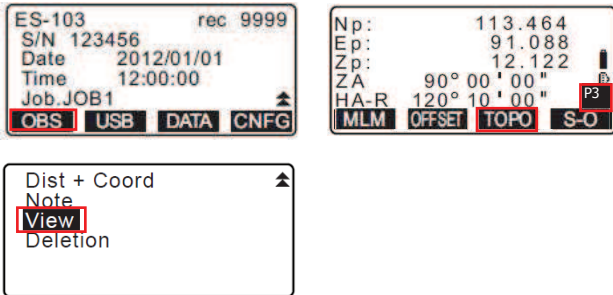 ES-103 rec 9999
S/N 123456
Date 2012/01/01
Time 12:00:00
Job.JOB1
OBS USB DATA CNFG
Np: 113.464
Ep: 91.088
Zp: 12.122
ZA 90° 00 ' 00 "
HA-R 120° 10 ' 00 "
P3
MLM OFFSET TOPO S-O
Dist + Coord
Note
View
Deletion